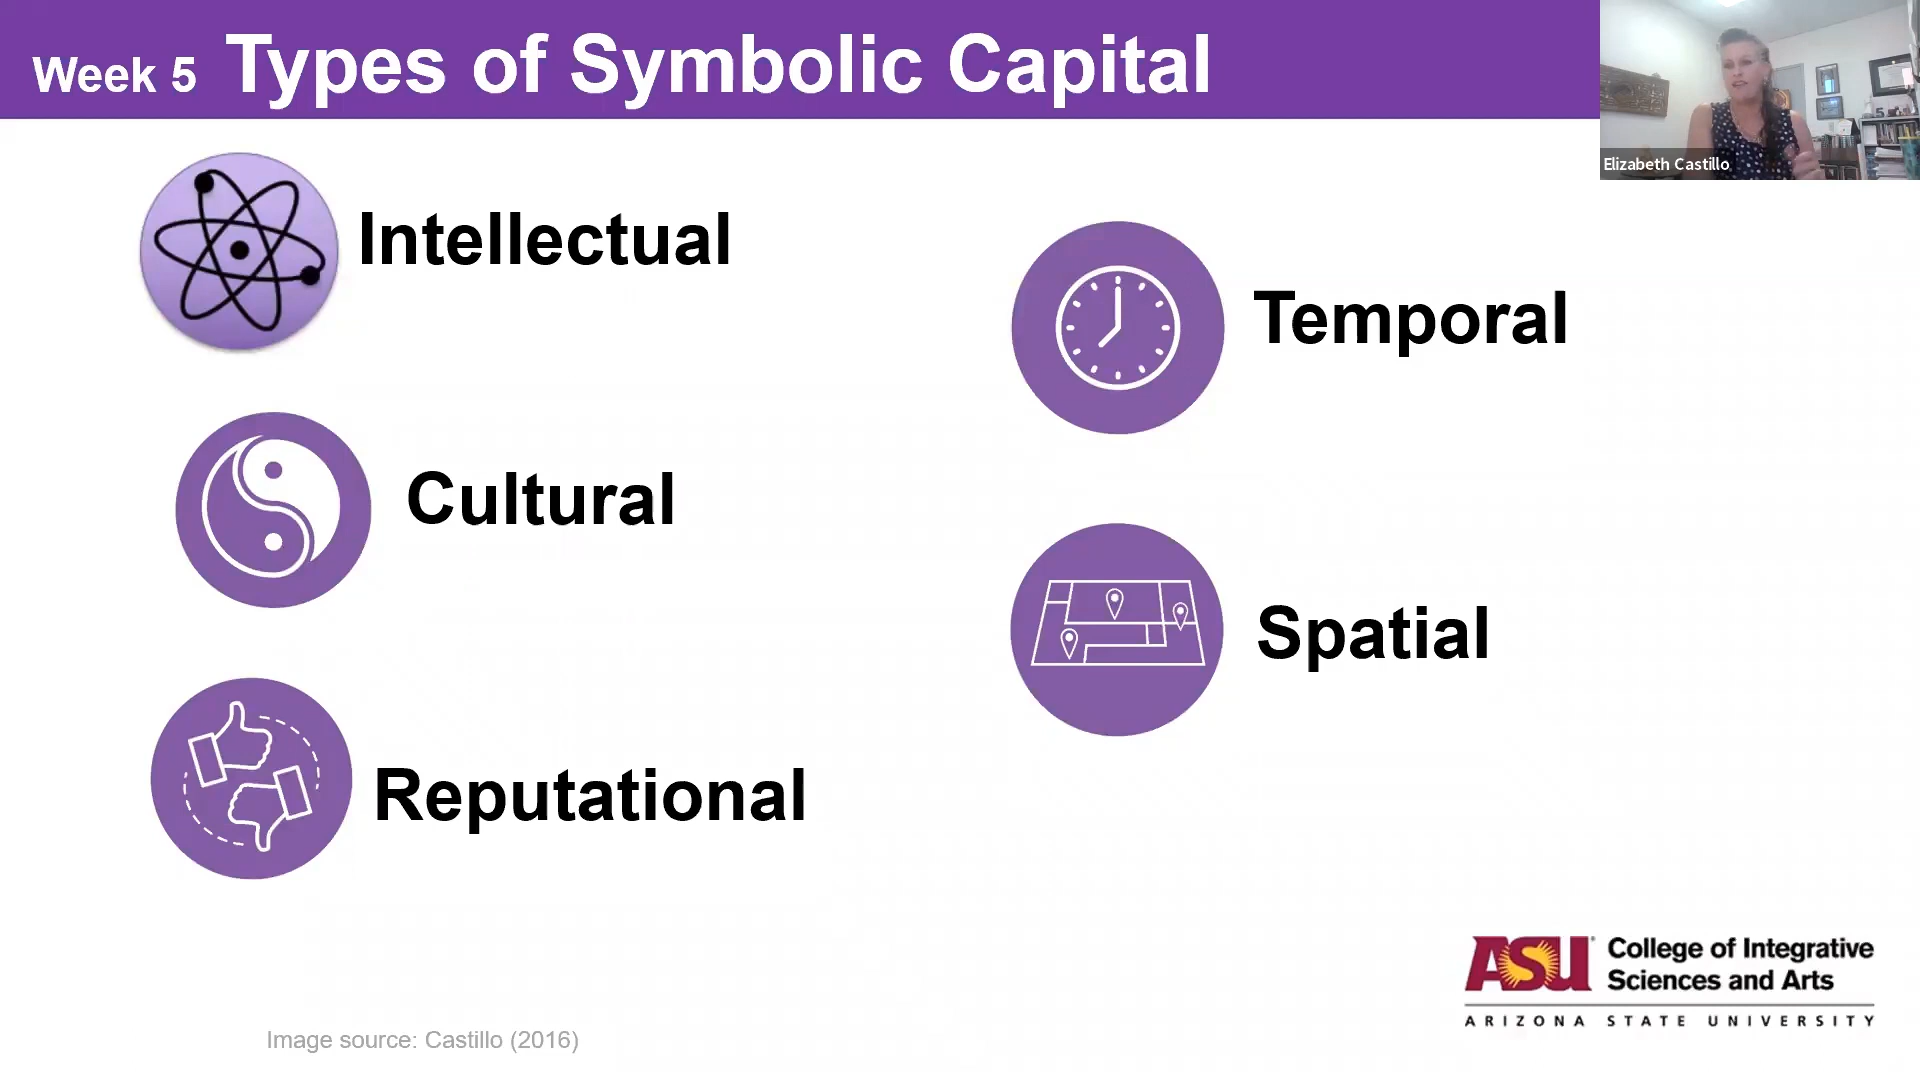 Week 5 Types of Symbolic Capital
Elizabeth Castillo
Intellectual
Temporal
Cultural
Spatial
Reputational
ASU College of Integrative
Sciences and Arts
ARIZONA STATE UNIVERSITY
Image source: Castillo (2016)